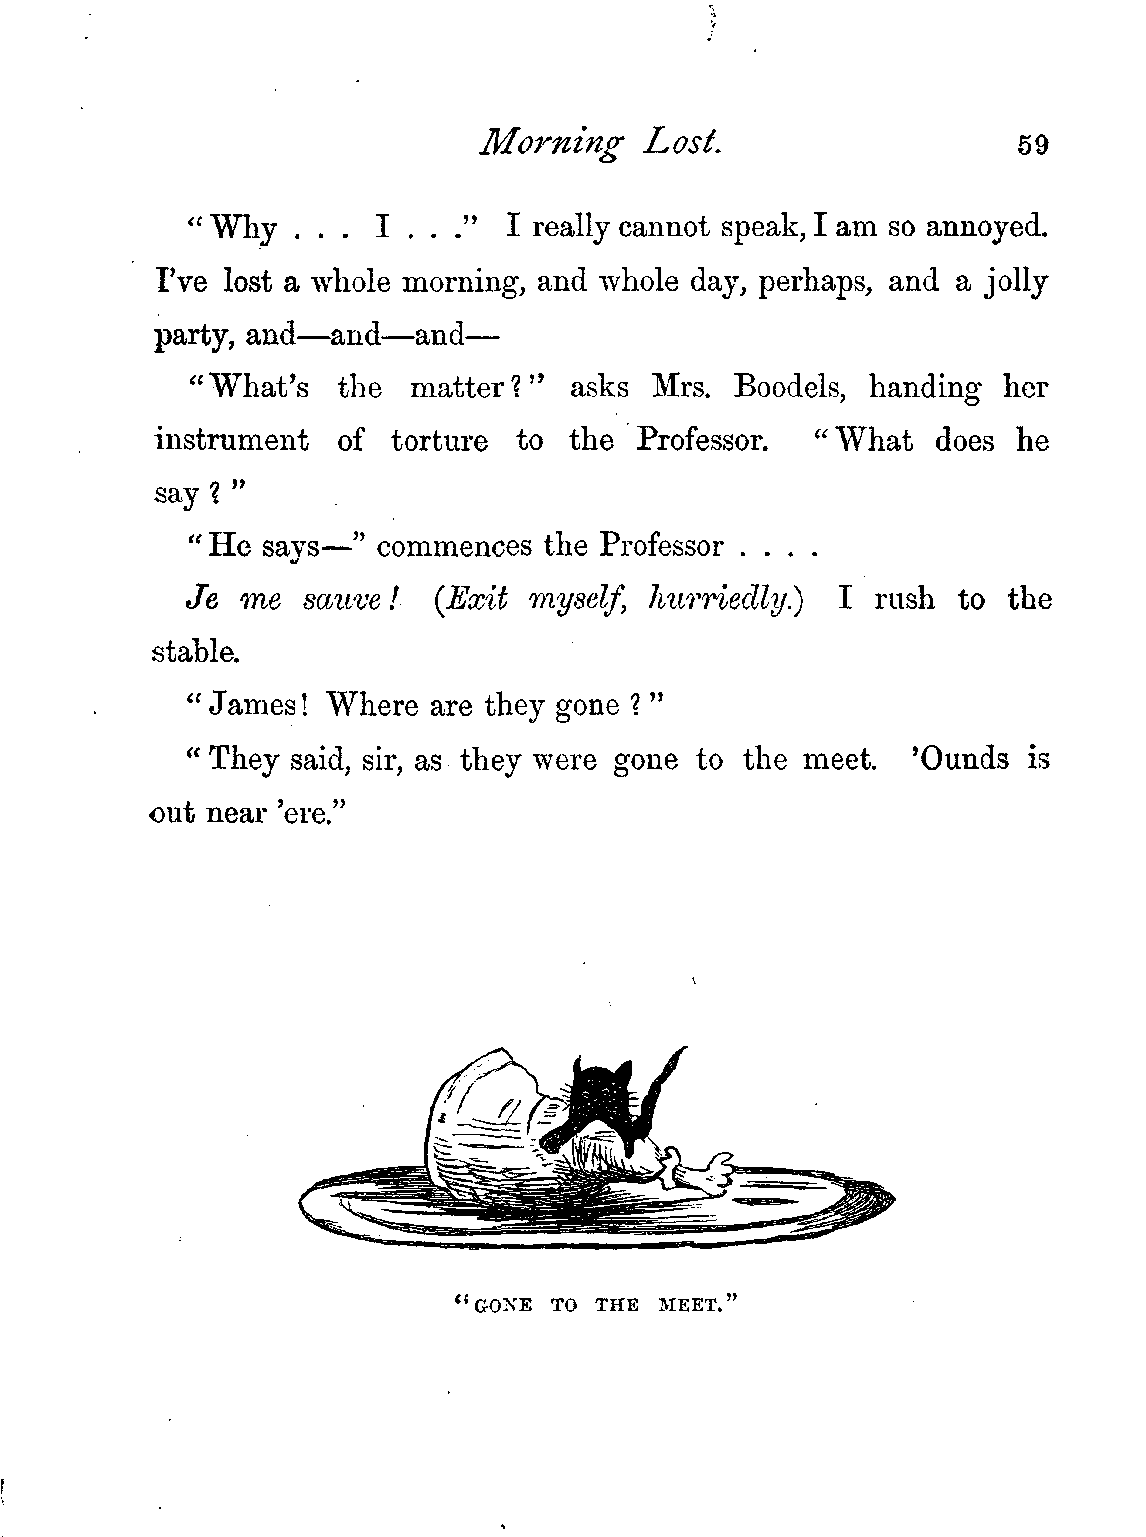 Morning Lost. 59
“Why . . . I . . .” I really cannot speak, I am so annoyed.
I’ve lost a whole morning, and whole day, perhaps, and a jolly
party, and—and—and—
“What’s the matter?” asks Mrs. Boodels, handing her
instrument of torture to the Professor. “What does he
say?”
“He says—” commences the Professor . . . .
Je me sauve! (Exit myself, hurriedly.) I rush to the
stable.
“James! Where are they gone?”
“They said, sir, as they were gone to the meet. ’Ounds is
out near ’ere.”
“GONE TO THE MEET.”